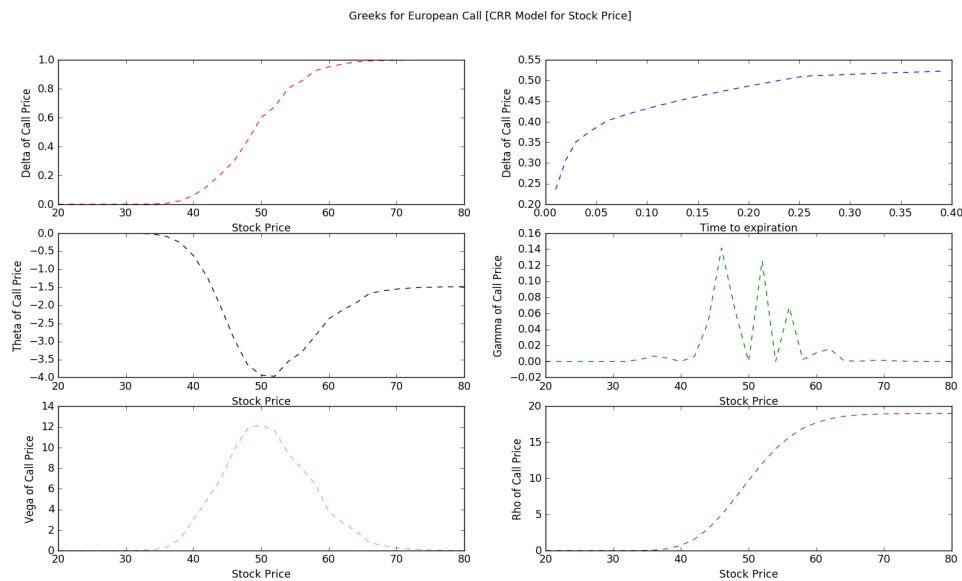 Greeks for European Call [CRR Model for Stock Price]
Delta of Call Price
1.0
0.8
0.6
0.4
0.2
0.0
20 30 40 50 60 70 80
Stock Price
Delta of Call Price
0.55
0.50
0.45
0.40
0.35
0.30
0.25
0.20
0.00 0.05 0.10 0.15 0.20 0.25 0.30 0.35 0.40
Time to expiration
Theta of Call Price
0.0
−0.5
−1.0
−1.5
−2.0
−2.5
−3.0
−3.5
−4.0
20 30 40 50 60 70 80
Stock Price
Gamma of Call Price
0.16
0.14
0.12
0.10
0.08
0.06
0.04
0.02
0.00
−0.02
20 30 40 50 60 70 80
Stock Price
Vega of Call Price
14
12
10
8
6
4
2
0
20 30 40 50 60 70 80
Stock Price
Rho of Call Price
20
15
10
5
0
20 30 40 50 60 70 80
Stock Price